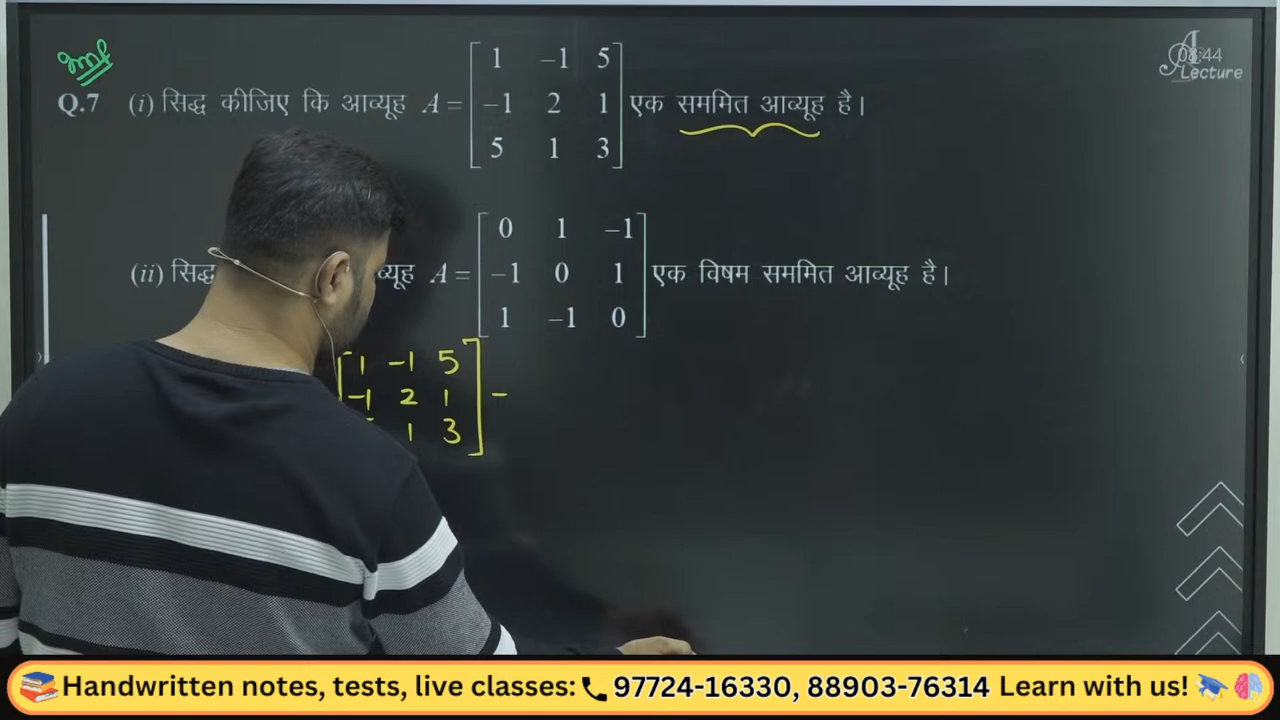 Imp
08:44
Lecture
Q.7 (i) सिद्ध कीजिए कि आव्यूह A = [ 1 –1 5 ] एक सममित आव्यूह है।
–1 2 1
5 1 3
(ii) सिद्ध व्यूह A = [ 0 1 –1 ] एक विषम सममित आव्यूह है।
–1 0 1
1 –1 0
1 -1 5
-1 2 1 -
1 3
Handwritten notes, tests, live classes: 97724-16330, 88903-76314 Learn with us!